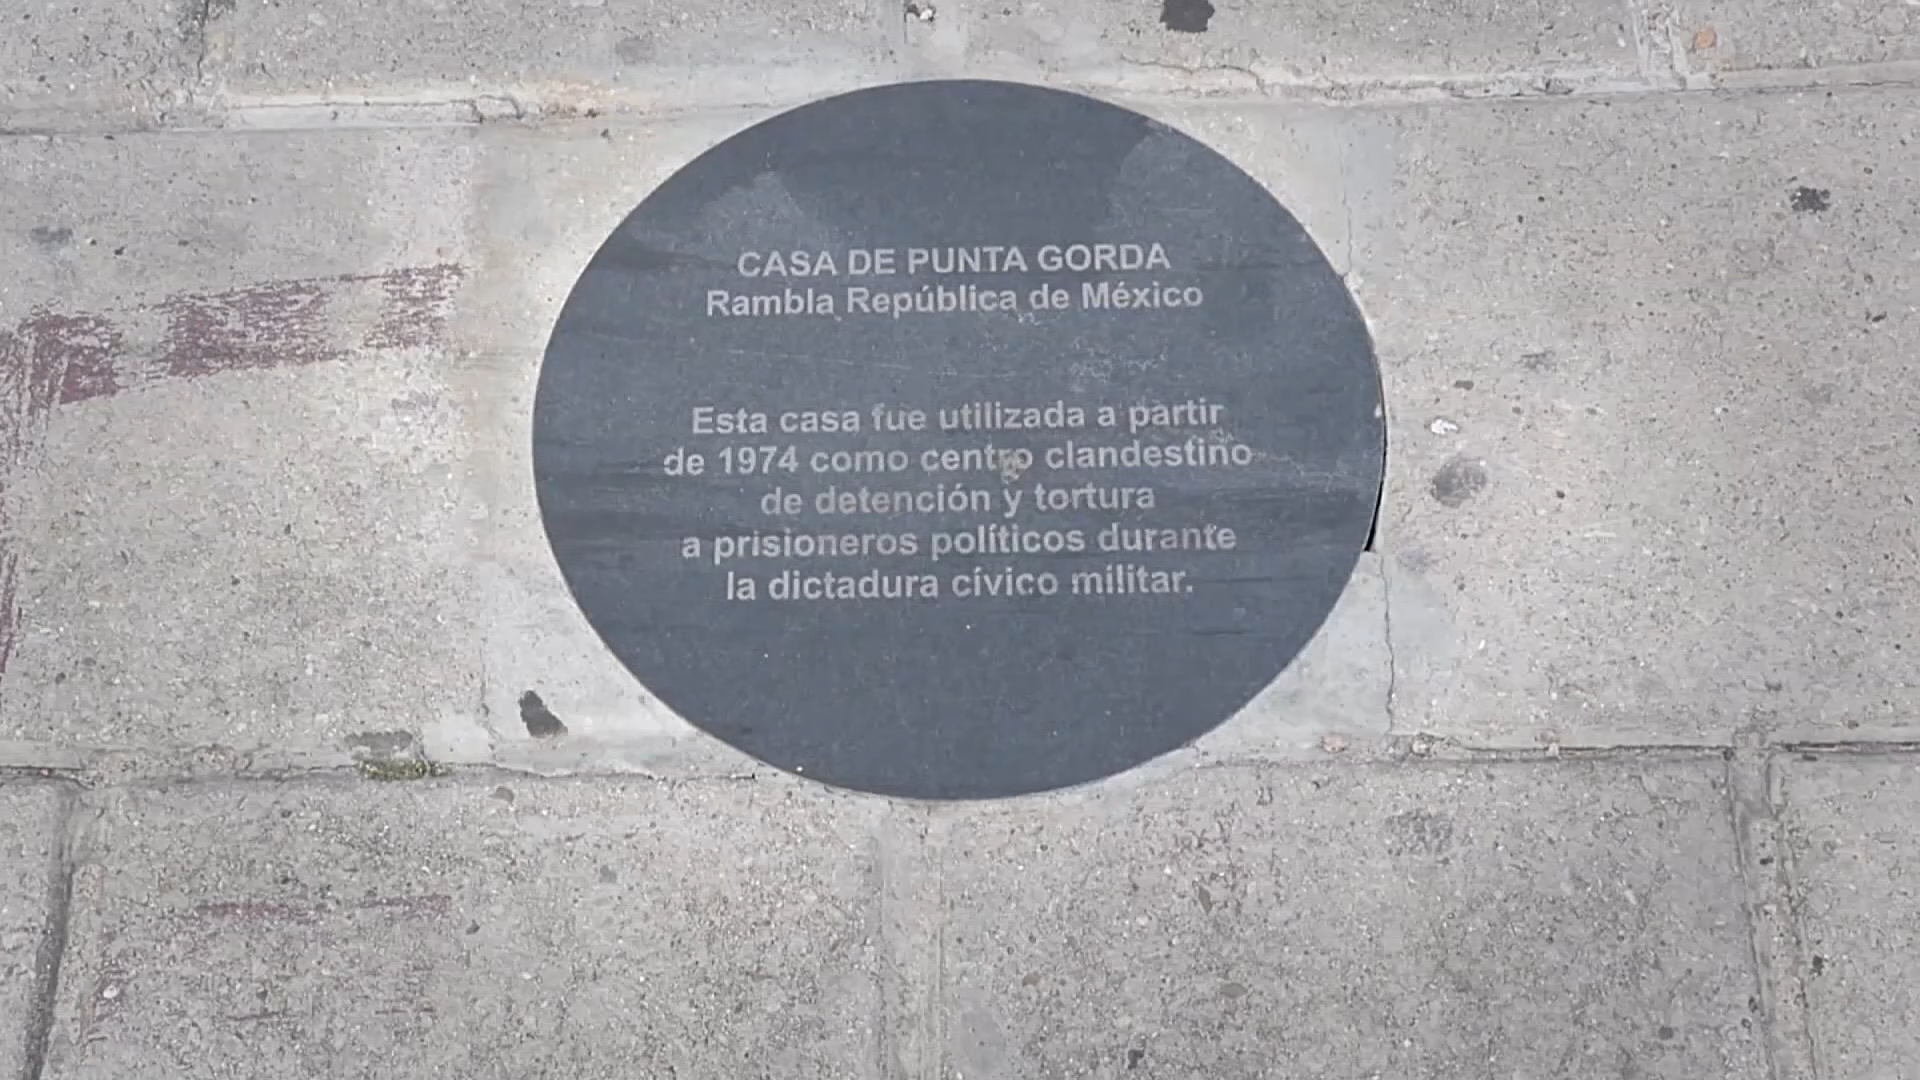 CASA DE PUNTA GORDA
Rambla República de México
Esta casa fue utilizada a partir
de 1974 como centro clandestino
de detención y tortura
a prisioneros políticos durante
la dictadura cívico militar.